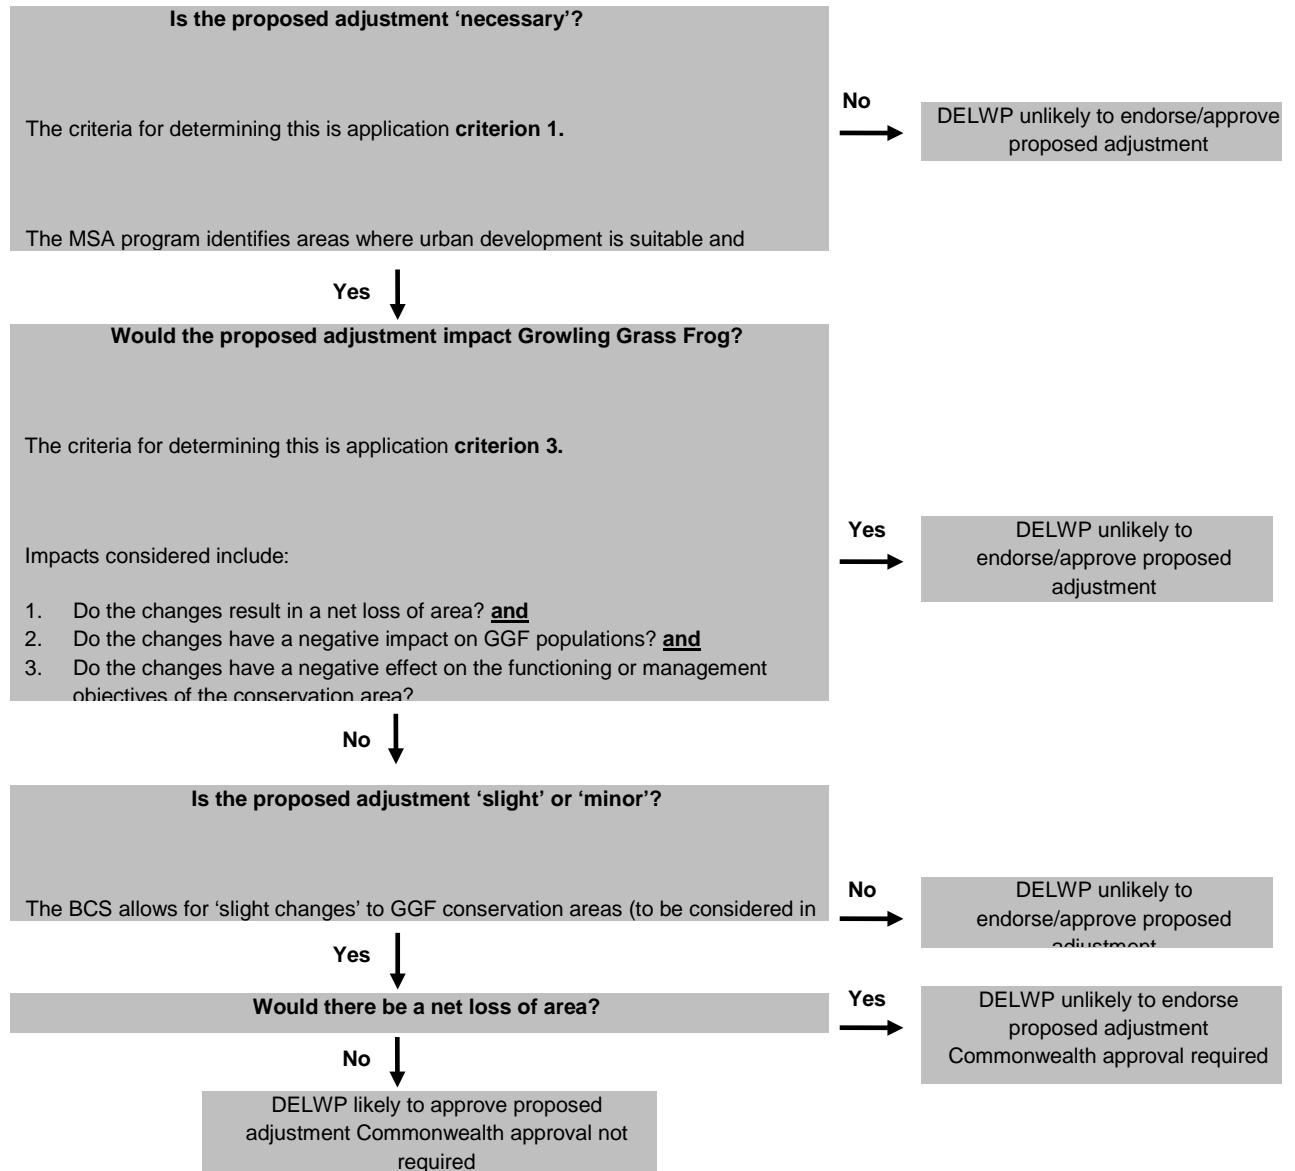 Is the proposed adjustment ‘necessary’?
The criteria for determining this is application criterion 1.
The MSA program identifies areas where urban development is suitable and
No
DELWP unlikely to endorse/approve
proposed adjustment
Yes
Would the proposed adjustment impact Growling Grass Frog?
The criteria for determining this is application criterion 3.
Impacts considered include:
1. Do the changes result in a net loss of area? and
2. Do the changes have a negative impact on GGF populations? and
3. Do the changes have a negative effect on the functioning or management
objectives of the conservation area?
Yes
DELWP unlikely to
endorse/approve proposed
adjustment
No
Is the proposed adjustment ‘slight’ or ‘minor’?
The BCS allows for ‘slight changes’ to GGF conservation areas (to be considered in
No
DELWP unlikely to
endorse/approve proposed
adjustment
Yes
Would there be a net loss of area?
Yes
DELWP unlikely to endorse
proposed adjustment
Commonwealth approval required
No
DELWP likely to approve proposed
adjustment Commonwealth approval not
required